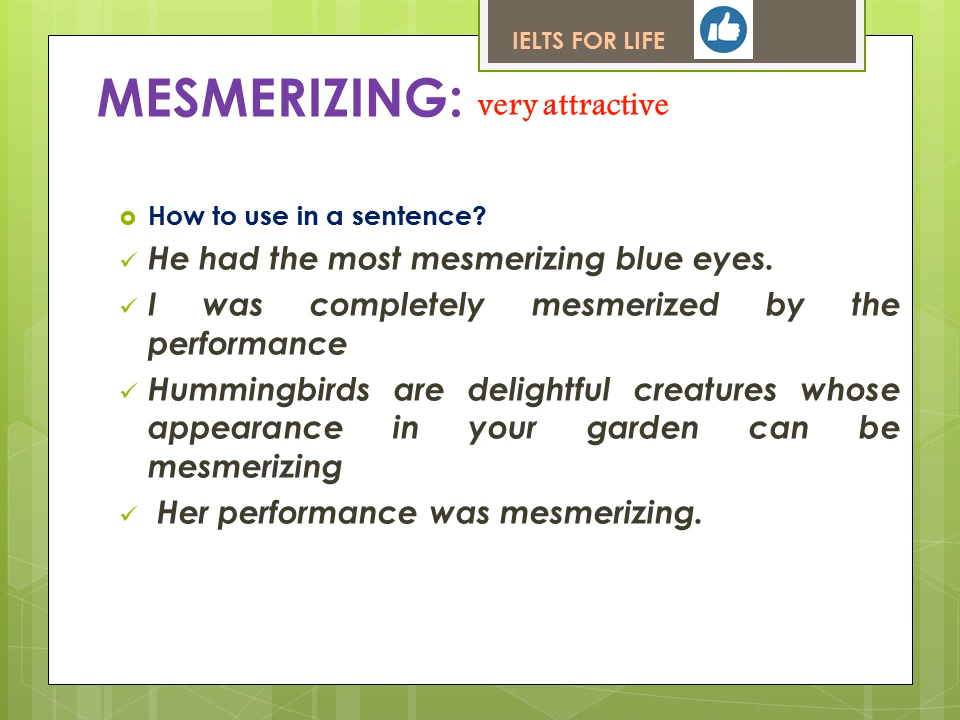 IELTS FOR LIFE
MESMERIZING: very attractive
How to use in a sentence?
He had the most mesmerizing blue eyes.
I was completely mesmerized by the
performance
Hummingbirds are delightful creatures whose
appearance in your garden can be
mesmerizing
Her performance was mesmerizing.